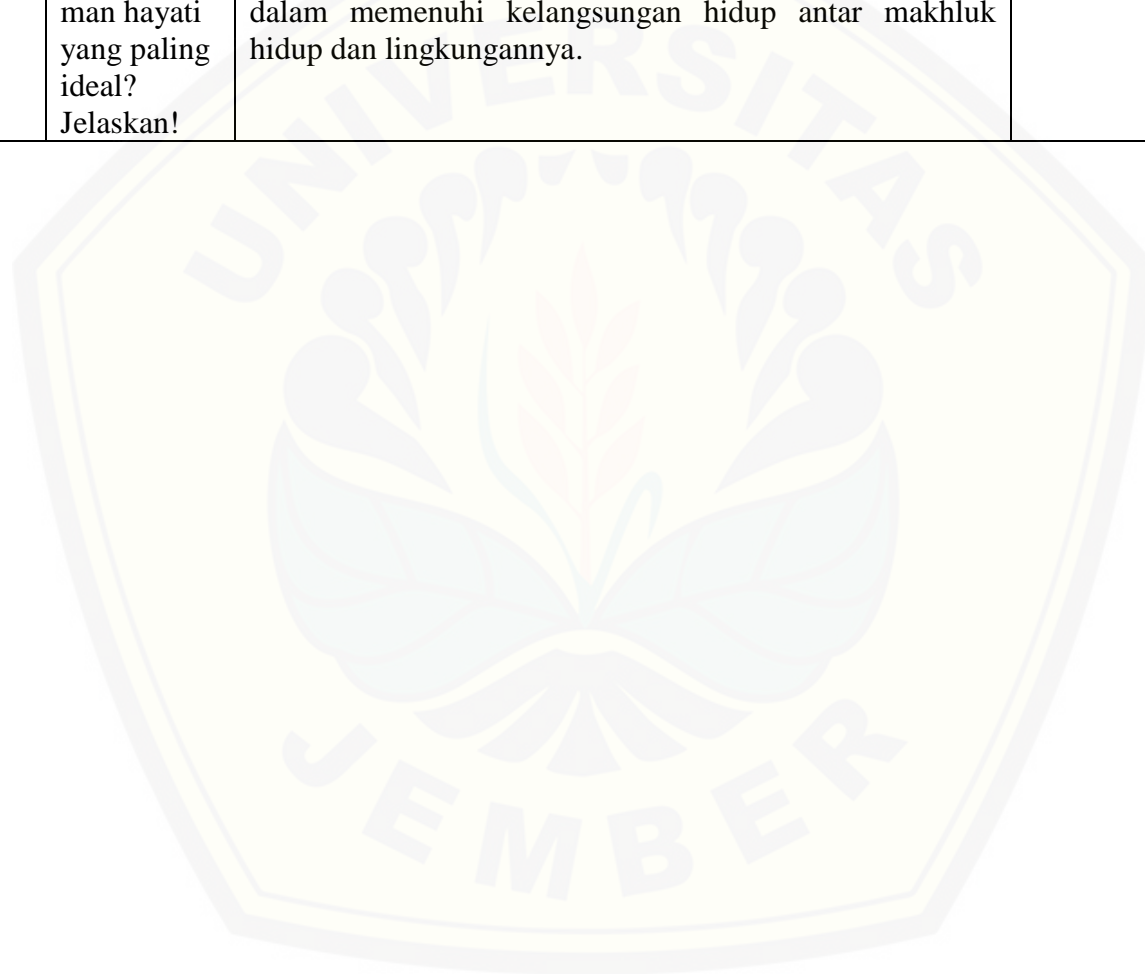 man hayati
yang paling
ideal?
Jelaskan!
dalam memenuhi kelangsungan hidup antar makhluk
hidup dan lingkungannya.
UNIVERSITAS
JEMBER